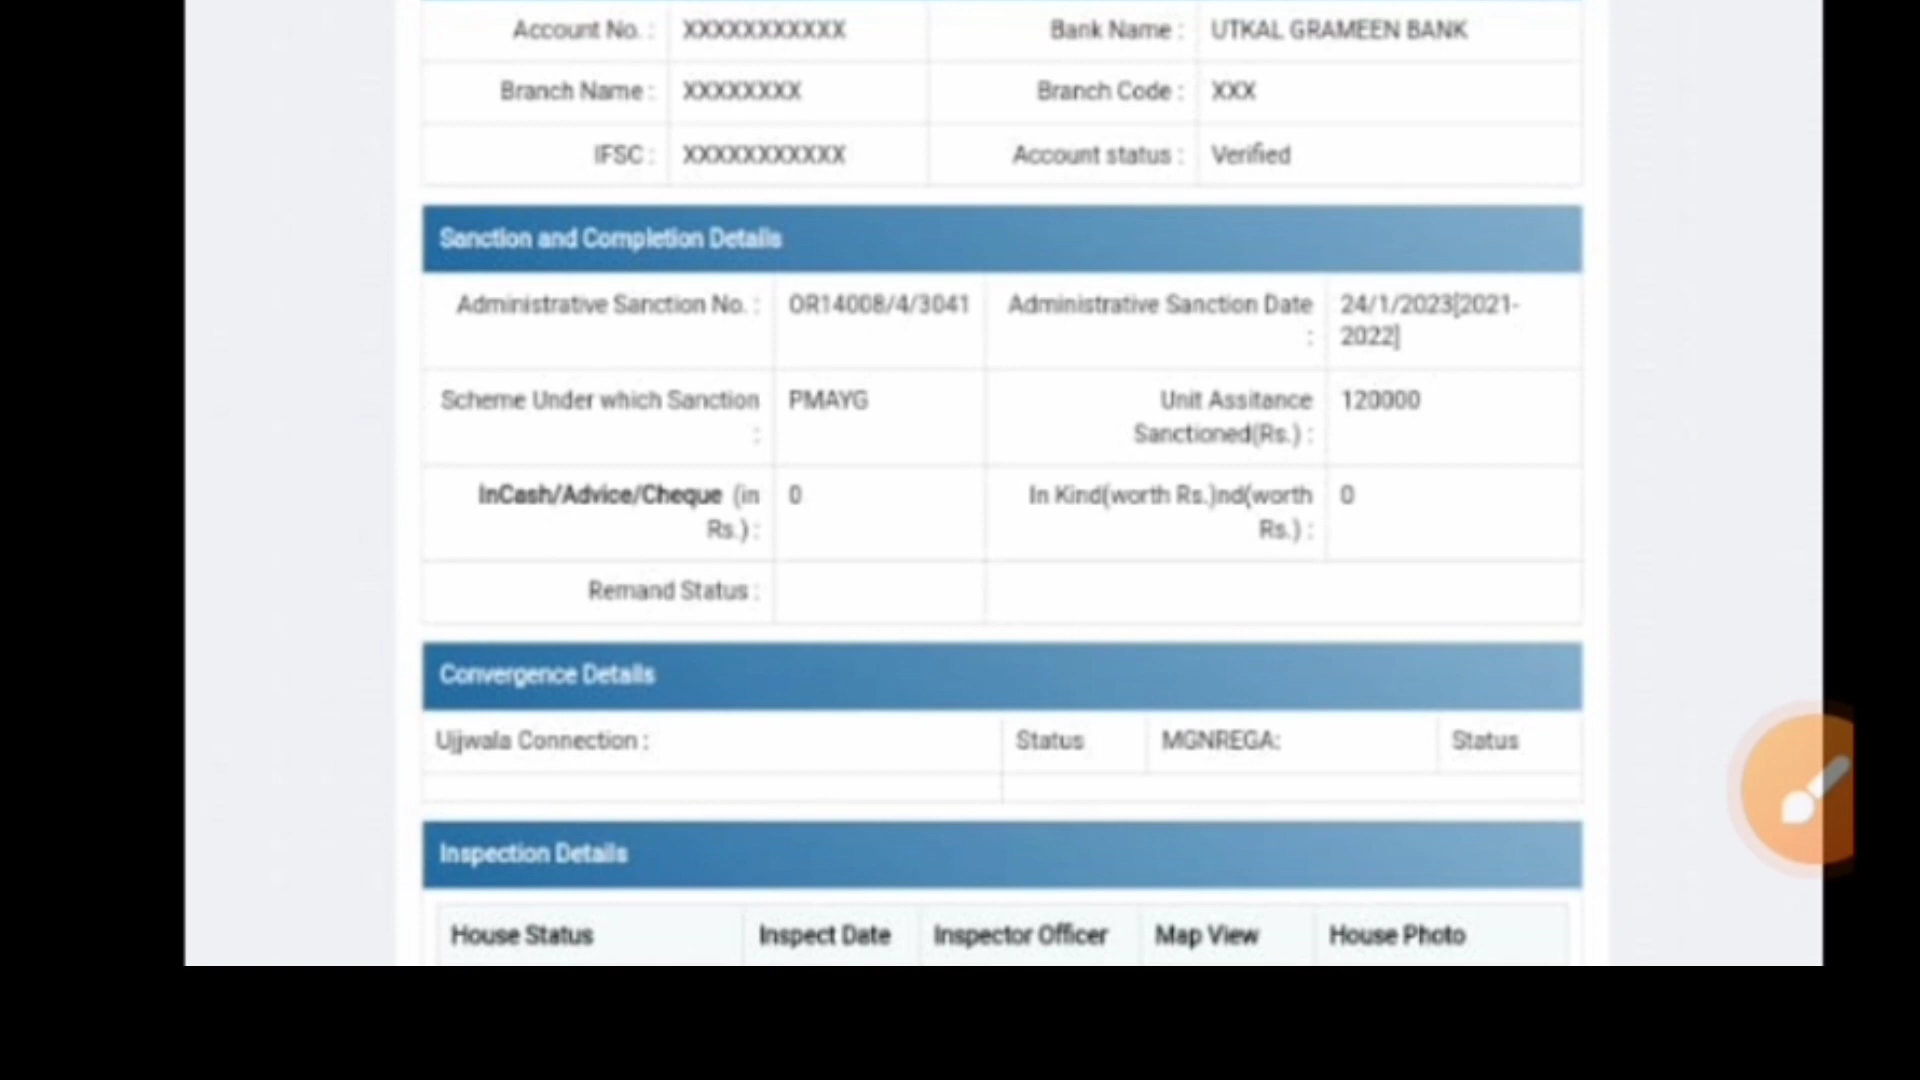 Account No. : XXXXXXXXXXX Bank Name : UTKAL GRAMEEN BANK
Branch Name : XXXXXXXX Branch Code : XXX
IFSC : XXXXXXXXXXX Account status : Verified
Sanction and Completion Details
Administrative Sanction No. : OR14008/4/3041 Administrative Sanction Date 24/1/2023[2021-
: 2022]
Scheme Under which Sanction PMAYG Unit Assitance 120000
: Sanctioned(Rs.) :
InCash/Advice/Cheque (in 0 In Kind(worth Rs.)nd(worth 0
Rs.) : Rs.) :
Remand Status :
Convergence Details
Ujjwala Connection : Status MGNREGA: Status
Inspection Details
House Status Inspect Date Inspector Officer Map View House Photo